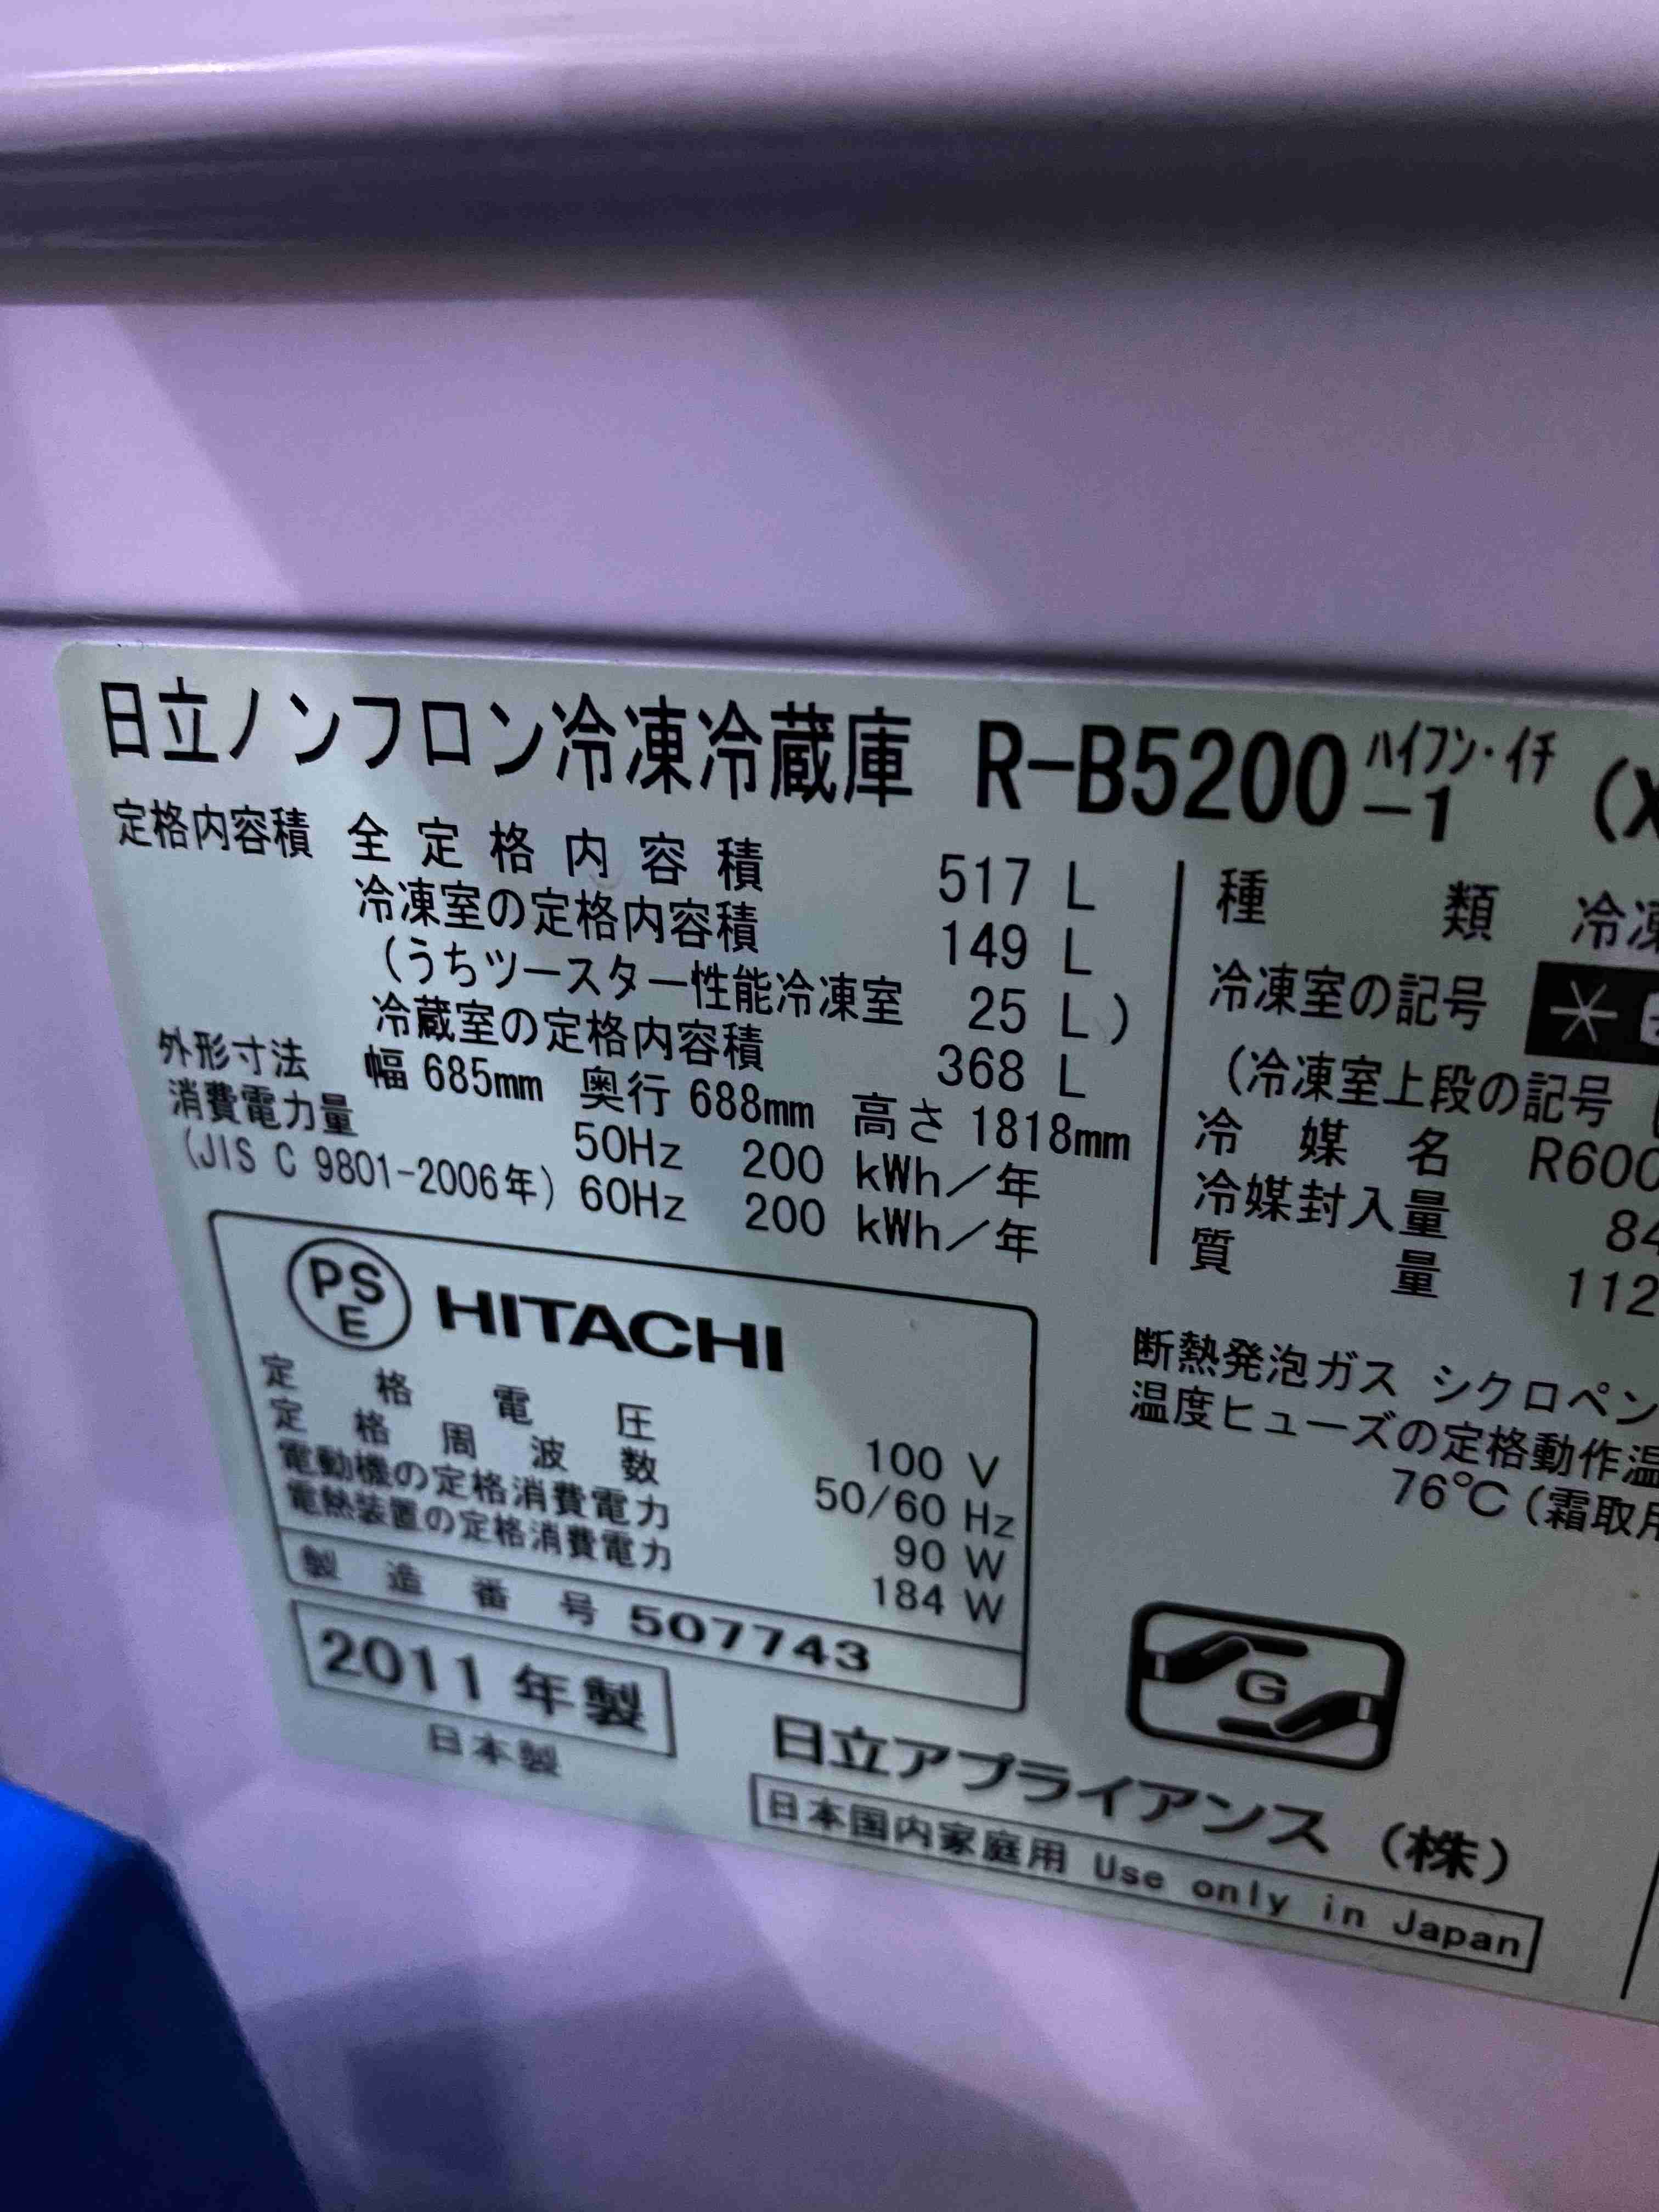 日立ノンフロン冷凍冷蔵庫 R-B5200-1 (X
ハイフン・イチ
定格内容積 全定格内容積 517 L
冷凍室の定格内容積 149 L
(うちツースター性能冷凍室 25 L)
冷蔵室の定格内容積 368 L
外形寸法 幅 685mm 奥行 688mm 高さ 1818mm
消費電力量 50Hz 200 kWh/年
(JIS C 9801-2006年) 60Hz 200 kWh/年
種類 冷凍
冷凍室の記号
(冷凍室上段の記号
冷媒名 R600
冷媒封入量 84
質量 112
断熱発泡ガス シクロペン
温度ヒューズの定格動作温
76℃(霜取用
PS
E
HITACHI
定格電圧 100 V
定格周波数 50/60 Hz
電動機の定格消費電力 90 W
電熱装置の定格消費電力 184 W
製造番号 507743
2011年製
日本製
G
日立アプライアンス(株)
日本国内家庭用 Use only in Japan